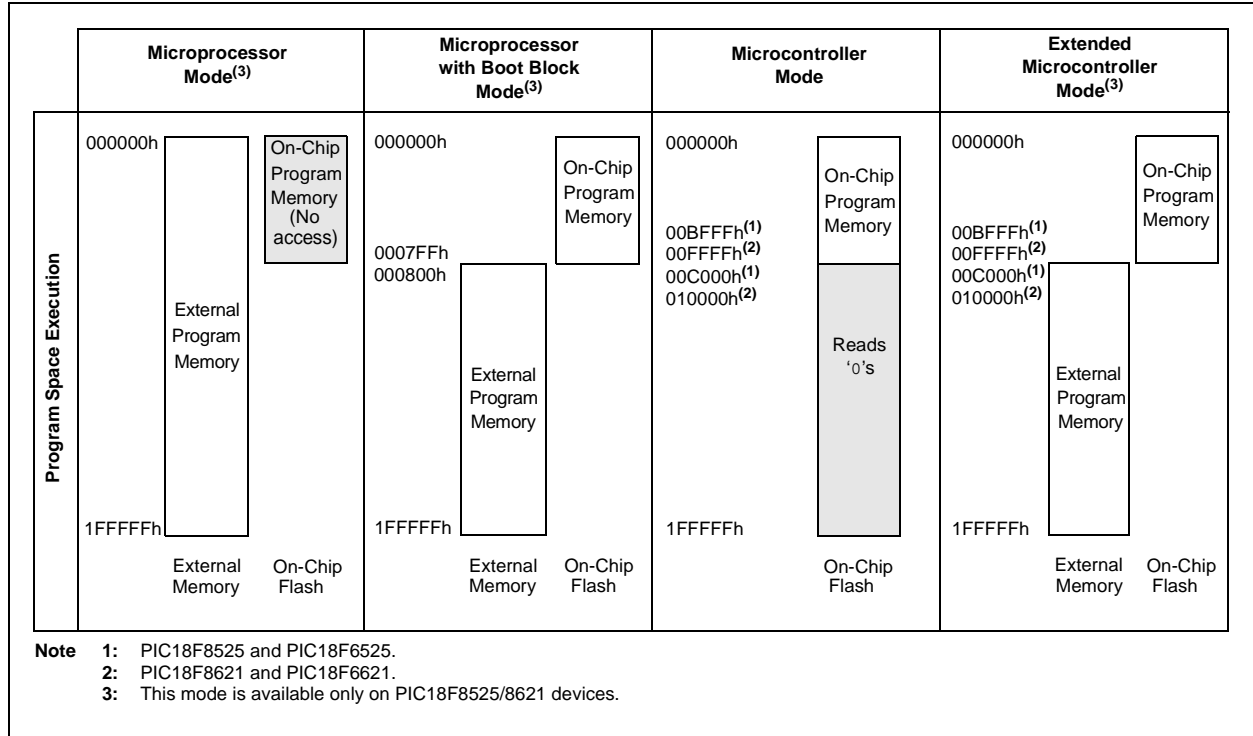 Microprocessor
Mode(3)
Microprocessor
with Boot Block
Mode(3)
Microcontroller
Mode
Extended
Microcontroller
Mode(3)
Program Space Execution
000000h
External
Program
Memory
1FFFFFh
On-Chip
Program
Memory
(No
access)
External
Memory
On-Chip
Flash
000000h
0007FFh
000800h
On-Chip
Program
Memory
External
Program
Memory
1FFFFFh
External
Memory
On-Chip
Flash
000000h
On-Chip
Program
Memory
00BFFFh(1)
00FFFFh(2)
00C000h(1)
010000h(2)
Reads
‘0’s
1FFFFFh
On-Chip
Flash
000000h
On-Chip
Program
Memory
00BFFFh(1)
00FFFFh(2)
00C000h(1)
010000h(2)
External
Program
Memory
1FFFFFh
External
Memory
On-Chip
Flash
Note 1: PIC18F8525 and PIC18F6525.
2: PIC18F8621 and PIC18F6621.
3: This mode is available only on PIC18F8525/8621 devices.